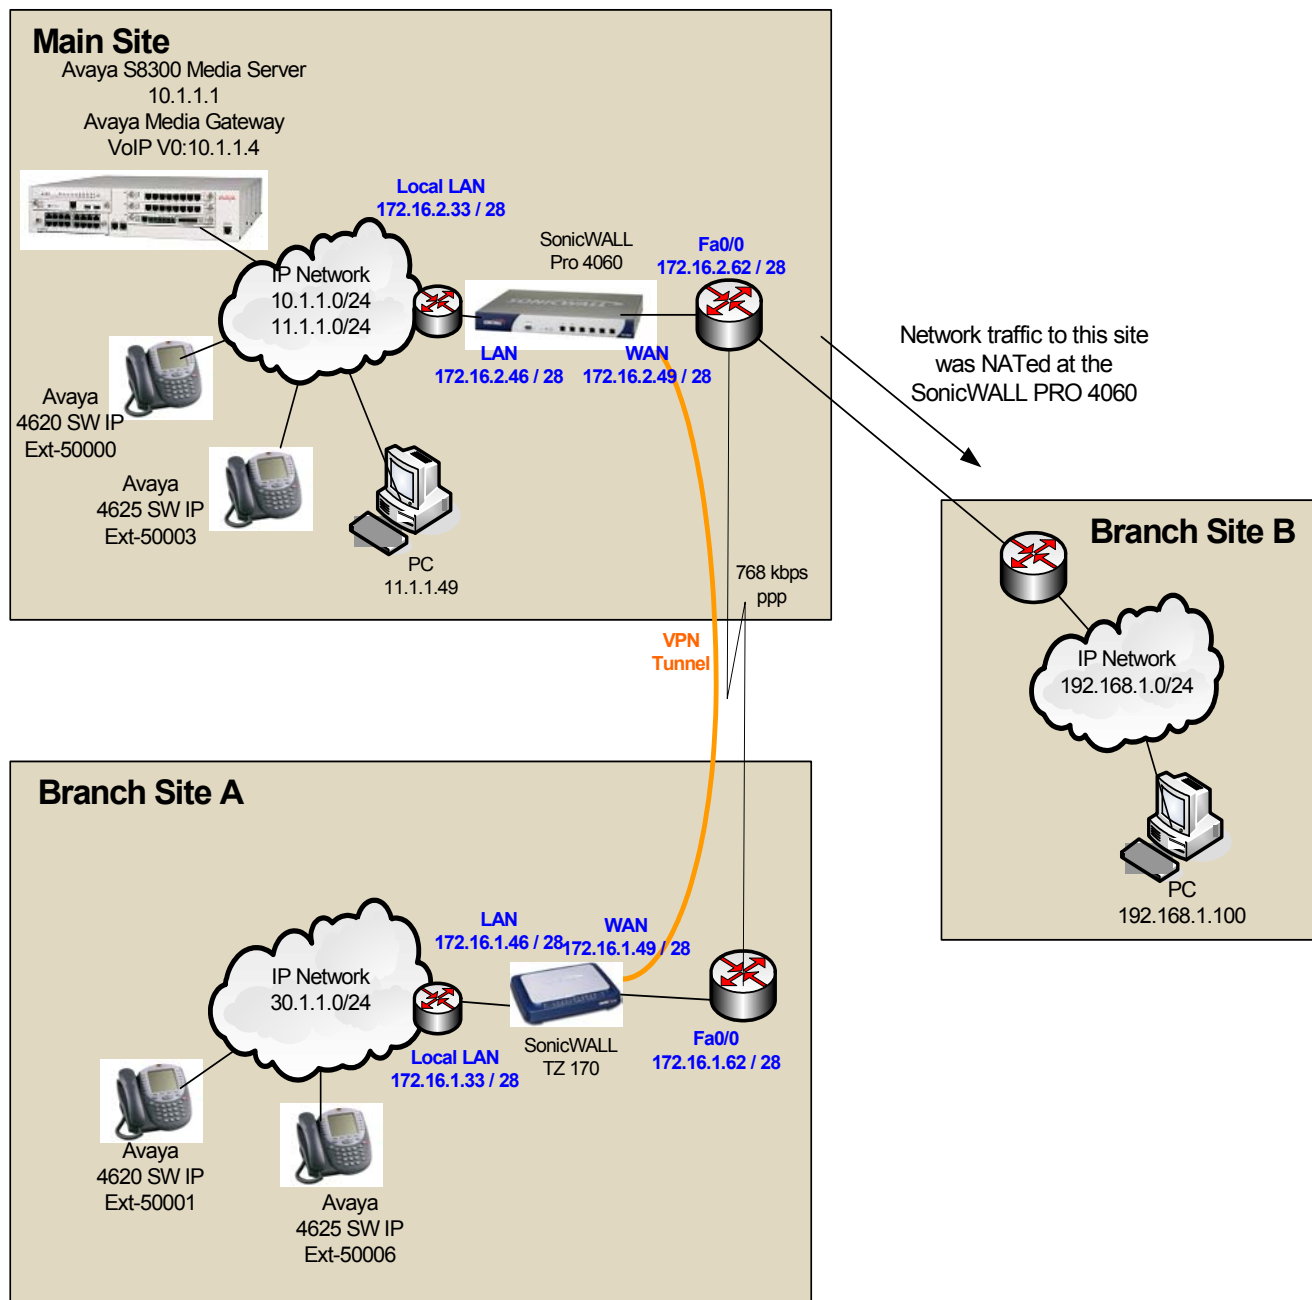 Main Site
Avaya S8300 Media Server
10.1.1.1
Avaya Media Gateway
VoIP V0:10.1.1.4
Local LAN
172.16.2.33 / 28
IP Network
10.1.1.0/24
11.1.1.0/24
SonicWALL
Pro 4060
SONICWALL
Fa0/0
172.16.2.62 / 28
LAN
172.16.2.46 / 28
WAN
172.16.2.49 / 28
Avaya
4620 SW IP
Ext-50000
Avaya
4625 SW IP
Ext-50003
PC
11.1.1.49
Network traffic to this site
was NATed at the
SonicWALL PRO 4060
768 kbps
ppp
VPN
Tunnel
Branch Site B
IP Network
192.168.1.0/24
PC
192.168.1.100
Branch Site A
LAN
172.16.1.46 / 28
WAN
172.16.1.49 / 28
IP Network
30.1.1.0/24
Local LAN
172.16.1.33 / 28
SonicWALL
TZ 170
Fa0/0
172.16.1.62 / 28
Avaya
4620 SW IP
Ext-50001
Avaya
4625 SW IP
Ext-50006